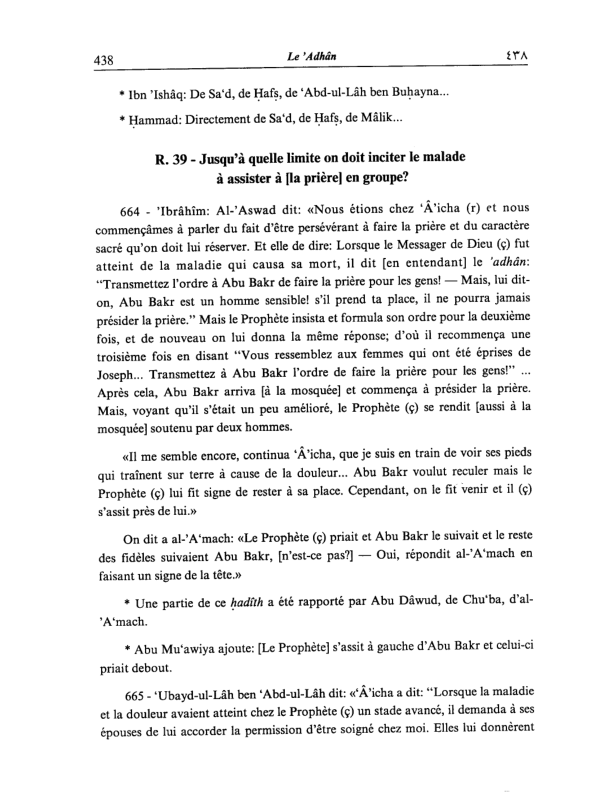 438 Le 'Adhân ٤٣٨
* Ibn 'Ishâq: De Sa'd, de Ḥafṣ, de 'Abd-ul-Lâh ben Buḥayna...
* Ḥammad: Directement de Sa'd, de Ḥafṣ, de Mâlik...
R. 39 - Jusqu'à quelle limite on doit inciter le malade
à assister à [la prière] en groupe?
664 - 'Ibrâhîm: Al-'Aswad dit: «Nous étions chez 'Â'icha (r) et nous
commençâmes à parler du fait d'être persévérant à faire la prière et du caractère
sacré qu'on doit lui réserver. Et elle de dire: Lorsque le Messager de Dieu (ç) fut
atteint de la maladie qui causa sa mort, il dit [en entendant] le 'adhân:
"Transmettez l'ordre à Abu Bakr de faire la prière pour les gens! — Mais, lui dit-
on, Abu Bakr est un homme sensible! s'il prend ta place, il ne pourra jamais
présider la prière." Mais le Prophète insista et formula son ordre pour la deuxième
fois, et de nouveau on lui donna la même réponse; d'où il recommença une
troisième fois en disant "Vous ressemblez aux femmes qui ont été éprises de
Joseph... Transmettez à Abu Bakr l'ordre de faire la prière pour les gens!" ...
Après cela, Abu Bakr arriva [à la mosquée] et commença à présider la prière.
Mais, voyant qu'il s'était un peu amélioré, le Prophète (ç) se rendit [aussi à la
mosquée] soutenu par deux hommes.
«Il me semble encore, continua 'Â'icha, que je suis en train de voir ses pieds
qui traînent sur terre à cause de la douleur... Abu Bakr voulut reculer mais le
Prophète (ç) lui fit signe de rester à sa place. Cependant, on le fit venir et il (ç)
s'assit près de lui.»
On dit a al-'A'mach: «Le Prophète (ç) priait et Abu Bakr le suivait et le reste
des fidèles suivaient Abu Bakr, [n'est-ce pas?] — Oui, répondit al-'A'mach en
faisant un signe de la tête.»
* Une partie de ce ḥadîth a été rapporté par Abu Dâwud, de Chu'ba, d'al-
'A'mach.
* Abu Mu'awiya ajoute: [Le Prophète] s'assit à gauche d'Abu Bakr et celui-ci
priait debout.
665 - 'Ubayd-ul-Lâh ben 'Abd-ul-Lâh dit: «'Â'icha a dit: "Lorsque la maladie
et la douleur avaient atteint chez le Prophète (ç) un stade avancé, il demanda à ses
épouses de lui accorder la permission d'être soigné chez moi. Elles lui donnèrent